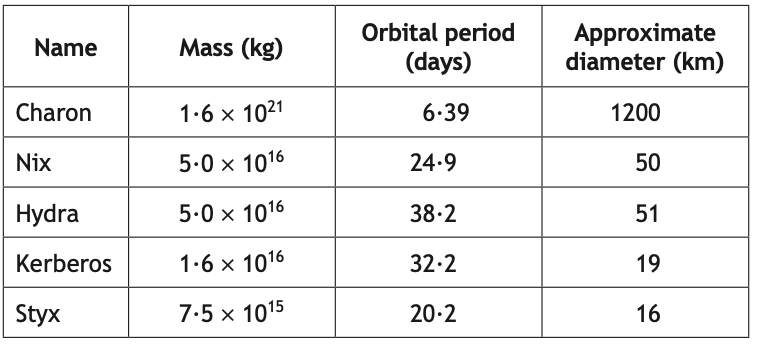 Name Mass (kg) Orbital period (days) Approximate diameter (km)
Charon 1·6 × 10²¹ 6·39 1200
Nix 5·0 × 10¹⁶ 24·9 50
Hydra 5·0 × 10¹⁶ 38·2 51
Kerberos 1·6 × 10¹⁶ 32·2 19
Styx 7·5 × 10¹⁵ 20·2 16